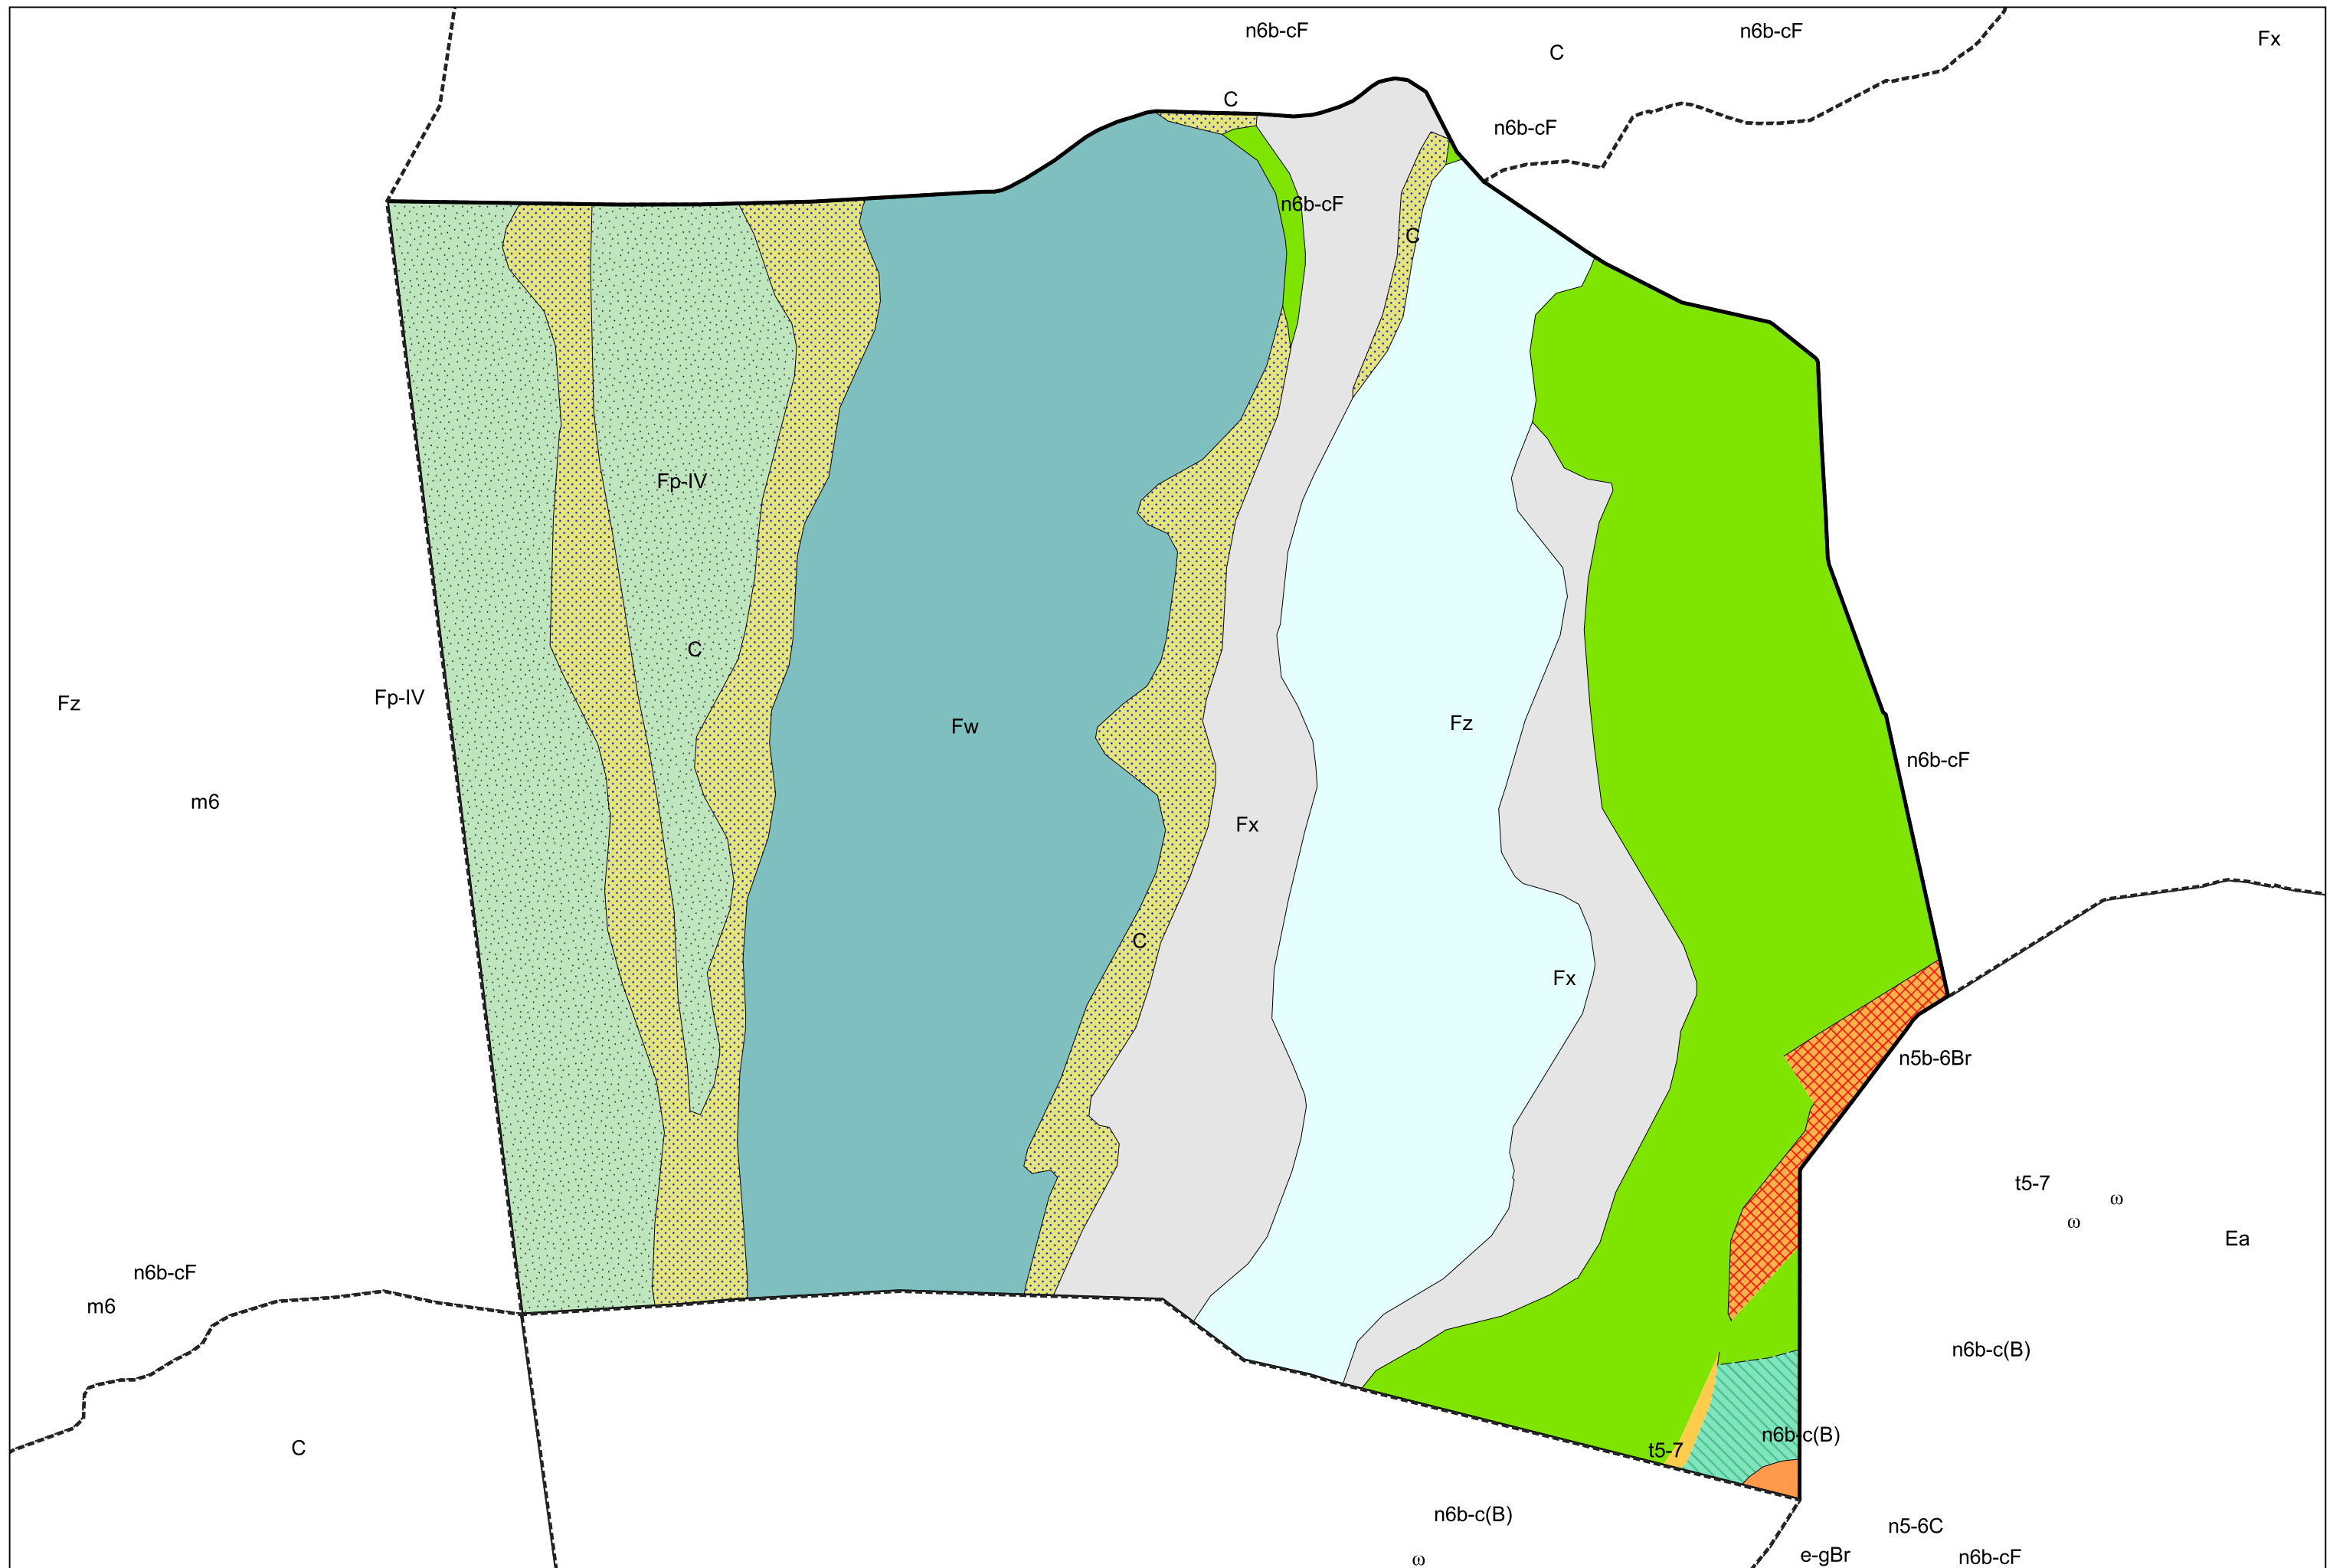 n6b-cF
n6b-cF
Fx
C
C
n6b-cF
n6b-cF
C
Fp-IV
C
Fp-IV
Fz
Fw
Fz
n6b-cF
m6
Fx
C
Fx
n5b-6Br
t5-7
ω
ω
Ea
n6b-cF
m6
n6b-c(B)
n6b-c(B)
C
t5-7
n6b-c(B)
n5-6C
e-gBr
n6b-cF
ω